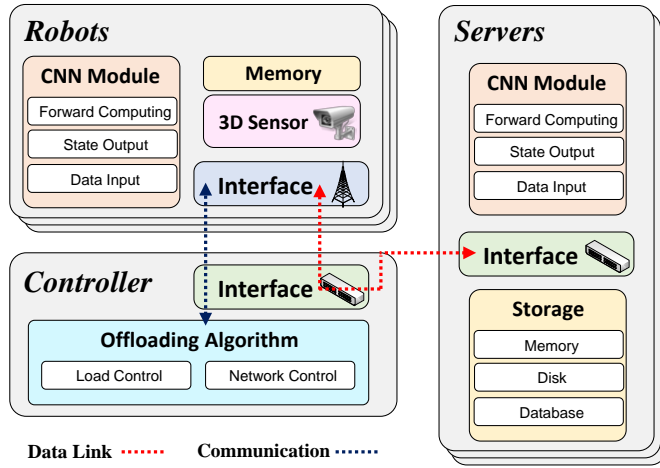 Robots
CNN Module
Forward Computing
State Output
Data Input
Memory
3D Sensor
Interface
Controller
Interface
Offloading Algorithm
Load Control
Network Control
Servers
CNN Module
Forward Computing
State Output
Data Input
Interface
Storage
Memory
Disk
Database
Data Link
Communication